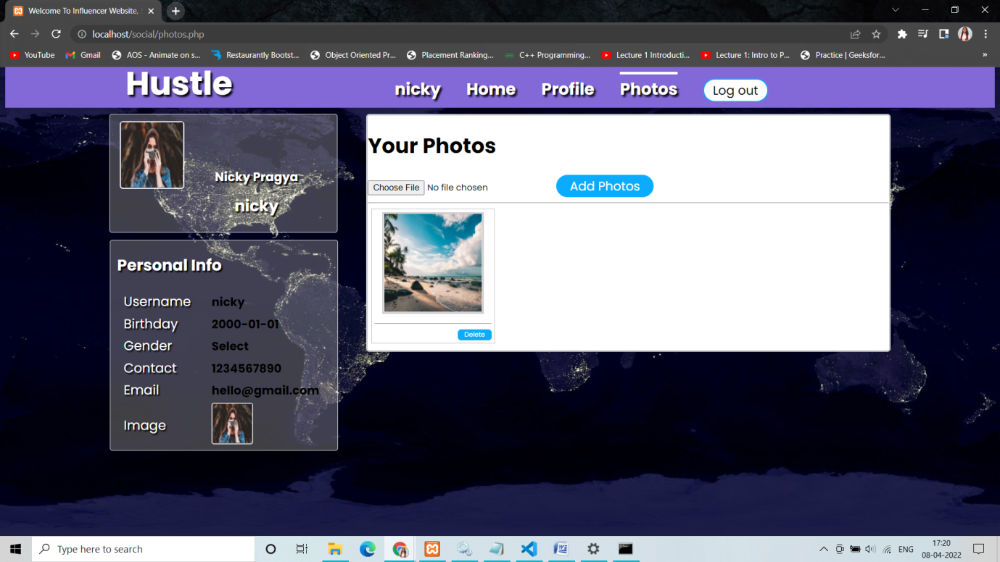 Welcome To Influencer Website,
localhost/social/photos.php
YouTube Gmail AOS - Animate on s... Restaurantly Bootst... Object Oriented Pr... Placement Ranking... C++ Programming,... Lecture 1 Introducti... Lecture 1: Intro to P... Practice | Geeksfor... »
Hustle nicky Home Profile Photos Log out
Nicky Pragya
nicky
Personal Info
Username nicky
Birthday 2000-01-01
Gender Select
Contact 1234567890
Email hello@gmail.com
Image
Your Photos
Choose File No file chosen Add Photos
Delete
Type here to search
ENG 17:20
08-04-2022